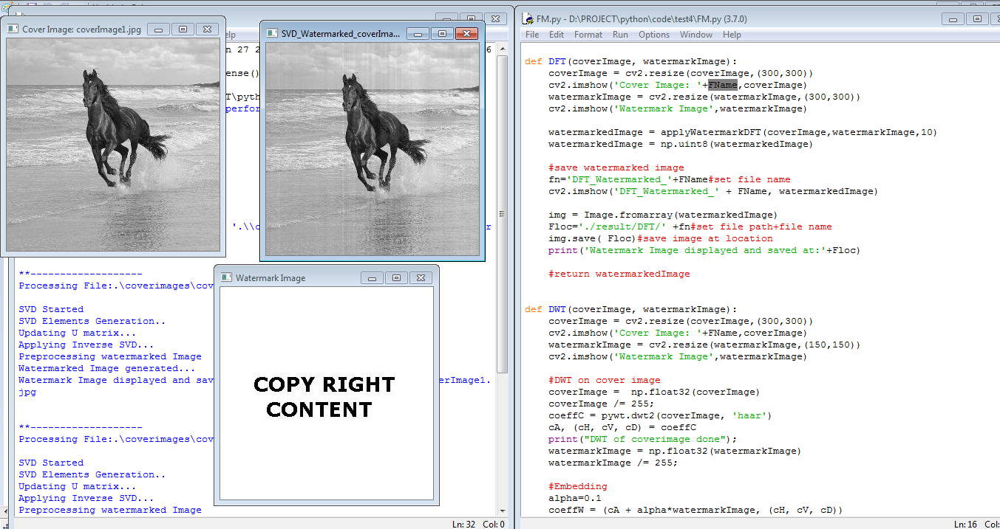 Cover Image: coverImage1.jpg
elp
n 27 2
6
ense()
T\pyth
perfor
'.\\c
r
**-------------------
Processing File:.\coverimages\cov
SVD Started
SVD Elements Generation..
Updating U matrix...
Applying Inverse SVD...
Preprocessing watermarked Image
Watermarked Image generated...
Watermark Image displayed and sav
erImage1.
jpg
**-------------------
Processing File:.\coverimages\cov
SVD Started
SVD Elements Generation..
Updating U matrix...
Applying Inverse SVD...
Preprocessing watermarked Image
Ln: 32 Col: 0
SVD_Watermarked_coverIma...
Watermark Image
COPY RIGHT
CONTENT
FM.py - D:\PROJECT\python\code\test4\FM.py (3.7.0)
File Edit Format Run Options Window Help
def DFT(coverImage, watermarkImage):
    coverImage = cv2.resize(coverImage,(300,300))
    cv2.imshow('Cover Image: '+FName,coverImage)
    watermarkImage = cv2.resize(watermarkImage,(300,300))
    cv2.imshow('Watermark Image',watermarkImage)
    watermarkedImage = applyWatermarkDFT(coverImage,watermarkImage,10)
    watermarkedImage = np.uint8(watermarkedImage)
    #save watermarked image
    fn='DFT_Watermarked_'+FName#set file name
    cv2.imshow('DFT_Watermarked_' + FName, watermarkedImage)
    img = Image.fromarray(watermarkedImage)
    Floc='./result/DFT/' +fn#set file path+file name
    img.save( Floc)#save image at location
    print('Watermark Image displayed and saved at:'+Floc)
    #return watermarkedImage
def DWT(coverImage, watermarkImage):
    coverImage = cv2.resize(coverImage,(300,300))
    cv2.imshow('Cover Image: '+FName,coverImage)
    watermarkImage = cv2.resize(watermarkImage,(150,150))
    cv2.imshow('Watermark Image',watermarkImage)
    #DWT on cover image
    coverImage =  np.float32(coverImage)
    coverImage /= 255;
    coeffC = pywt.dwt2(coverImage, 'haar')
    cA, (cH, cV, cD) = coeffC
    print("DWT of coverimage done");
    watermarkImage = np.float32(watermarkImage)
    watermarkImage /= 255;
    #Embedding
    alpha=0.1
    coeffW = (cA + alpha*watermarkImage, (cH, cV, cD))
Ln: 16 Col: